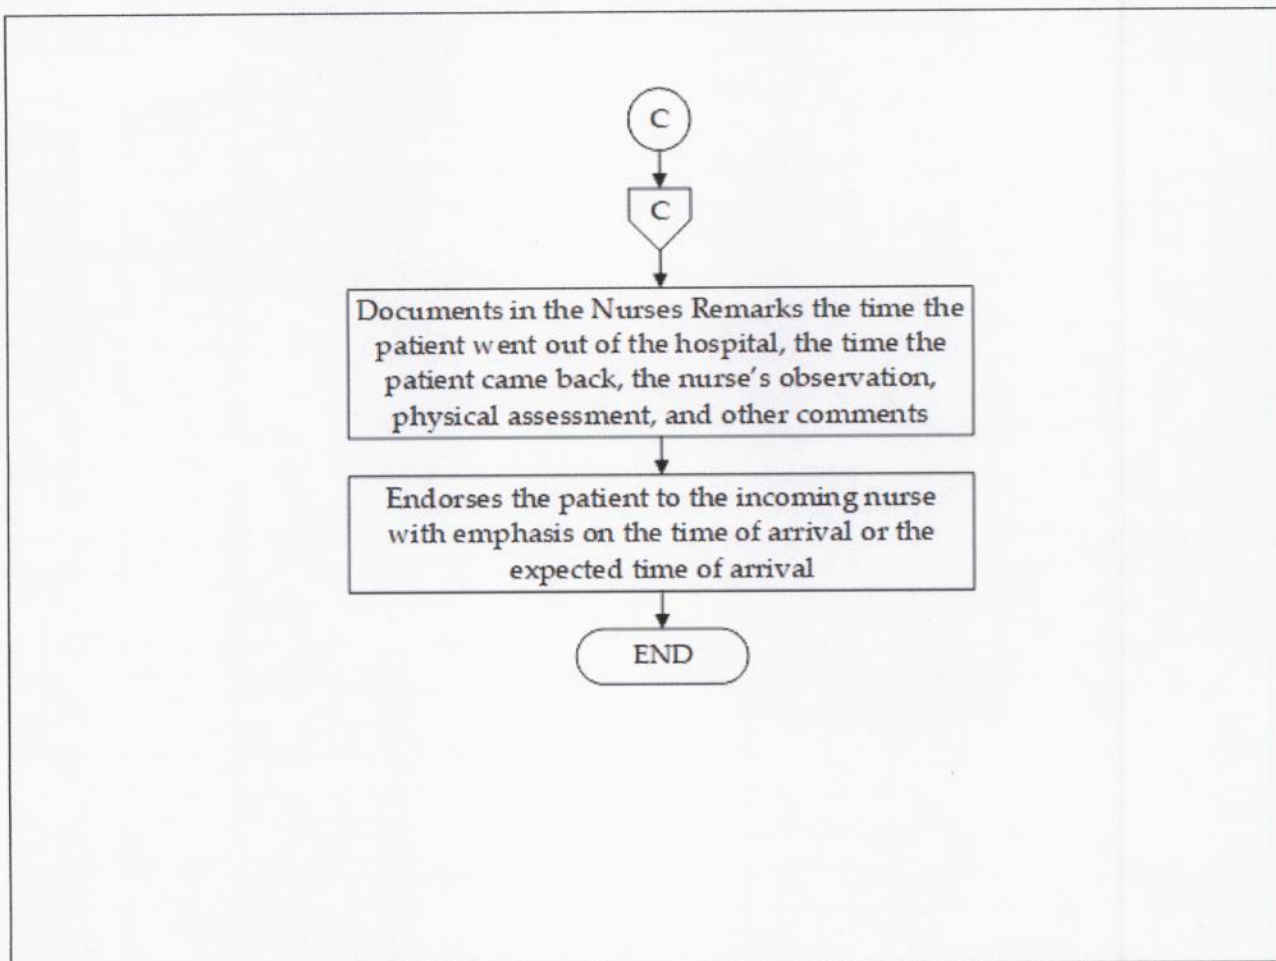 C
C
Documents in the Nurses Remarks the time the
patient went out of the hospital, the time the
patient came back, the nurse's observation,
physical assessment, and other comments
Endorses the patient to the incoming nurse
with emphasis on the time of arrival or the
expected time of arrival
END